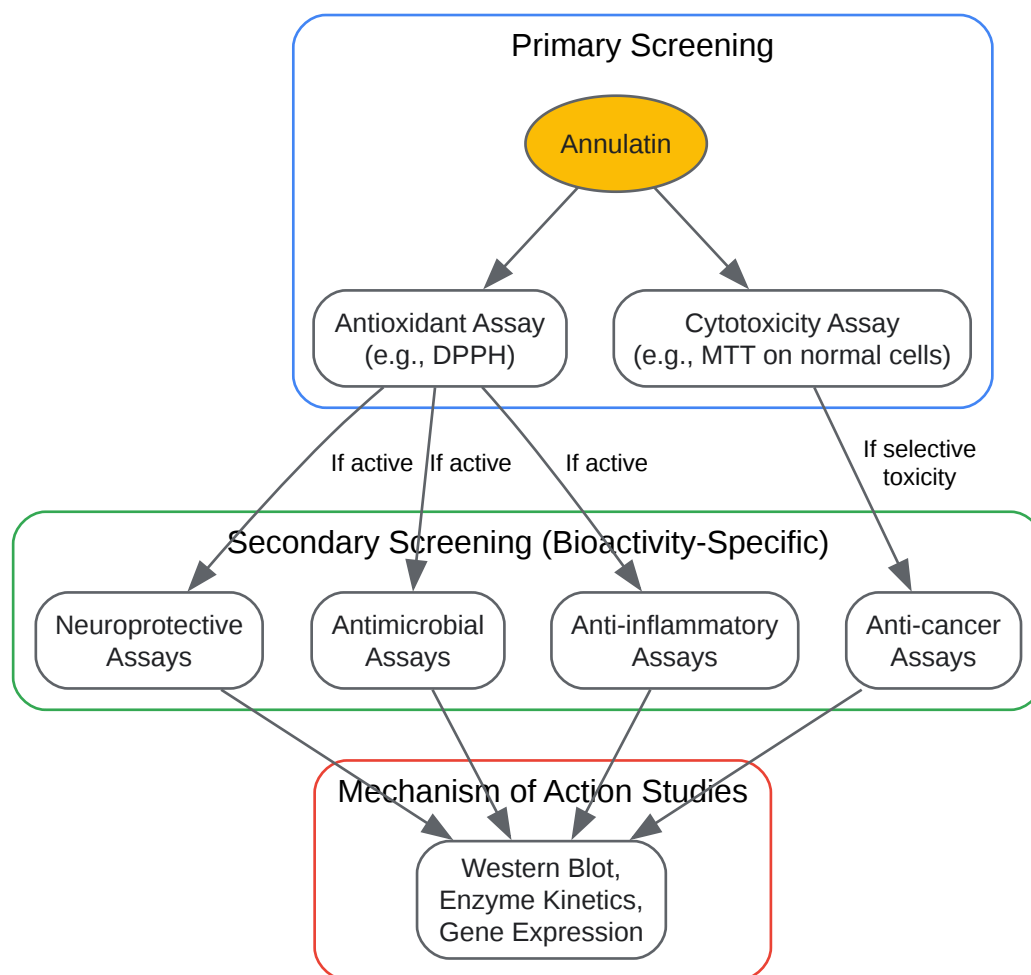 Primary Screening
Annulatin
Antioxidant Assay
(e.g., DPPH)
Cytotoxicity Assay
(e.g., MTT on normal cells)
If active
If active
If active
If selective
toxicity
Secondary Screening (Bioactivity-Specific)
Neuroprotective
Assays
Antimicrobial
Assays
Anti-inflammatory
Assays
Anti-cancer
Assays
Mechanism of Action Studies
Western Blot,
Enzyme Kinetics,
Gene Expression